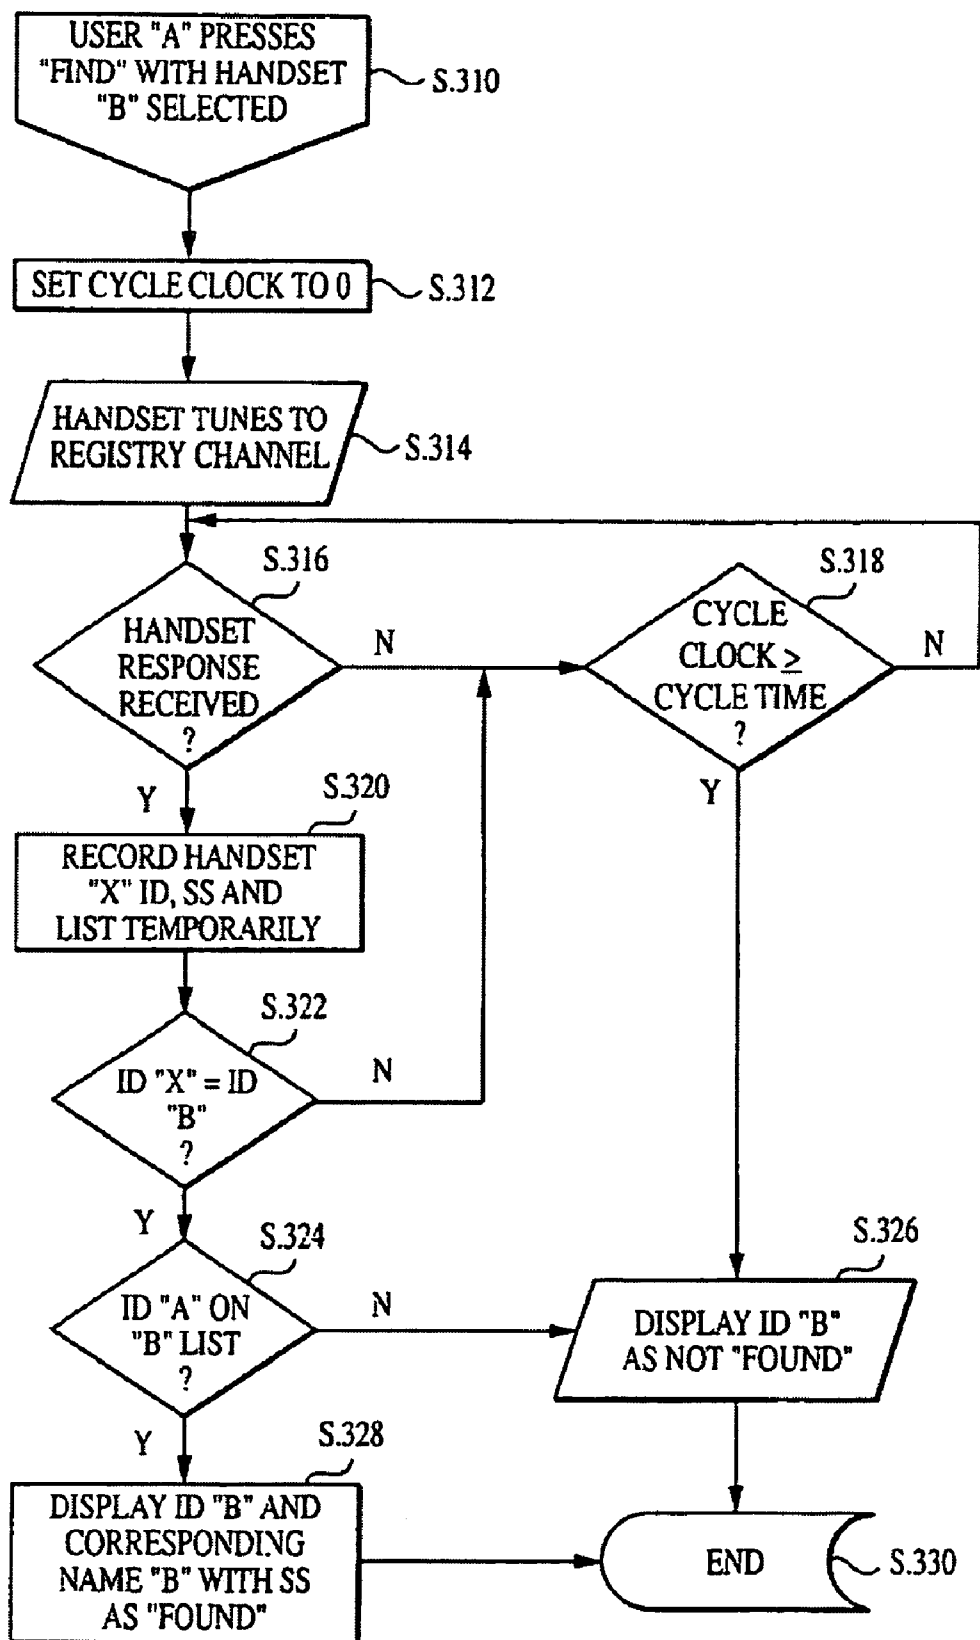 USER "A" PRESSES
"FIND" WITH HANDSET
"B" SELECTED
S.310
SET CYCLE CLOCK TO 0
S.312
HANDSET TUNES TO
REGISTRY CHANNEL
S.314
S.316
HANDSET
RESPONSE
RECEIVED
?
N
Y
S.318
CYCLE
CLOCK ≥
CYCLE TIME
?
N
Y
S.320
RECORD HANDSET
"X" ID, SS AND
LIST TEMPORARILY
S.322
ID "X" = ID
"B"
?
N
Y
S.324
ID "A" ON
"B" LIST
?
N
Y
S.326
DISPLAY ID "B"
AS NOT "FOUND"
S.328
DISPLAY ID "B" AND
CORRESPONDING
NAME "B" WITH SS
AS "FOUND"
END
S.330